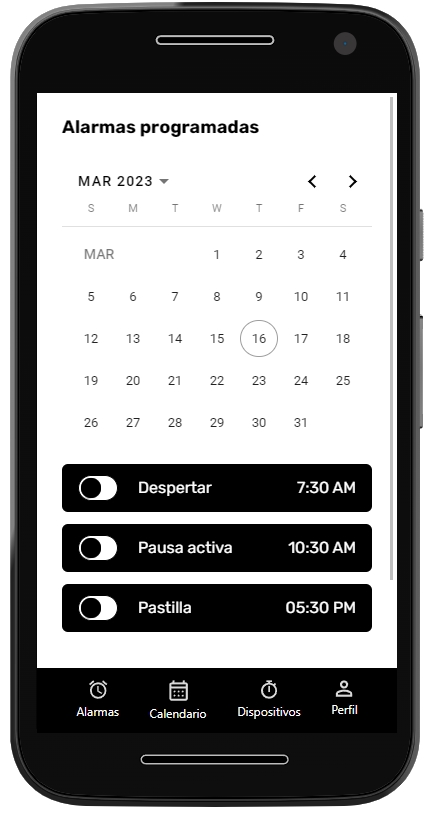 Alarmas programadas
MAR 2023
S M T W T F S
MAR 1 2 3 4
5 6 7 8 9 10 11
12 13 14 15 16 17 18
19 20 21 22 23 24 25
26 27 28 29 30 31
Despertar 7:30 AM
Pausa activa 10:30 AM
Pastilla 05:30 PM
Alarmas Calendario Dispositivos Perfil